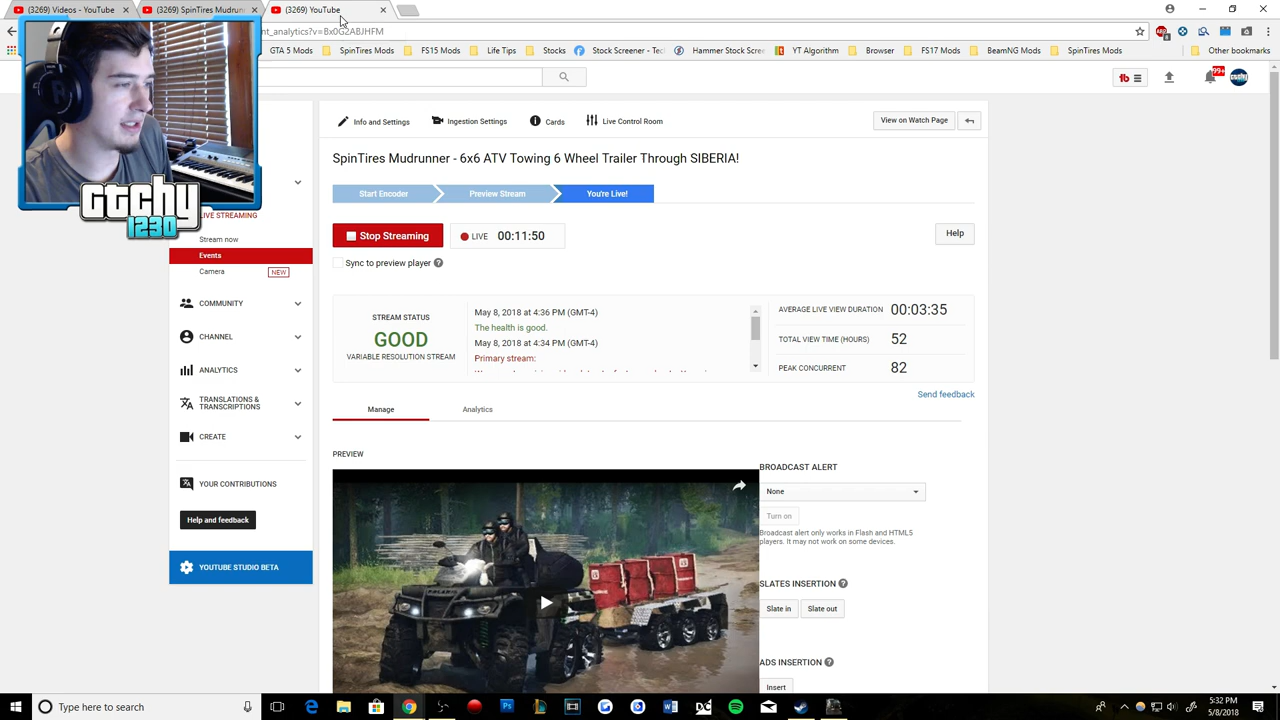 (3269) Videos - YouTube
(3269) SpinTires Mudrun
(3269) YouTube
nt_analytics?v=Bx0G2ABJHFM
GTA 5 Mods
SpinTires Mods
FS15 Mods
Life Tips
Stocks
Stock Screener - Tec
Hammer Stock Scree
YT Algorithm
Browser
FS17 Mods
BeamNG Mods
SpinTires Mods
Other bookmarks
99+
Info and Settings
Ingestion Settings
Cards
Live Control Room
View on Watch Page
SpinTires Mudrunner - 6x6 ATV Towing 6 Wheel Trailer Through SIBERIA!
Start Encoder
Preview Stream
You're Live!
GTCHY
1230
LIVE STREAMING
Stream now
Events
Camera
NEW
COMMUNITY
CHANNEL
ANALYTICS
TRANSLATIONS &
TRANSCRIPTIONS
CREATE
YOUR CONTRIBUTIONS
Help and feedback
YOUTUBE STUDIO BETA
Stop Streaming
LIVE 00:11:50
Help
Sync to preview player
STREAM STATUS
GOOD
VARIABLE RESOLUTION STREAM
May 8, 2018 at 4:36 PM (GMT-4)
The health is good.
May 8, 2018 at 4:34 PM (GMT-4)
Primary stream:
AVERAGE LIVE VIEW DURATION 00:03:35
TOTAL VIEW TIME (HOURS) 52
PEAK CONCURRENT 82
Send feedback
Manage
Analytics
PREVIEW
BROADCAST ALERT
None
Turn on
Broadcast alert only works in Flash and HTML5
players. It may not work on some devices.
SLATES INSERTION
Slate in
Slate out
ADS INSERTION
Insert
Type here to search
5:32 PM
5/8/2018